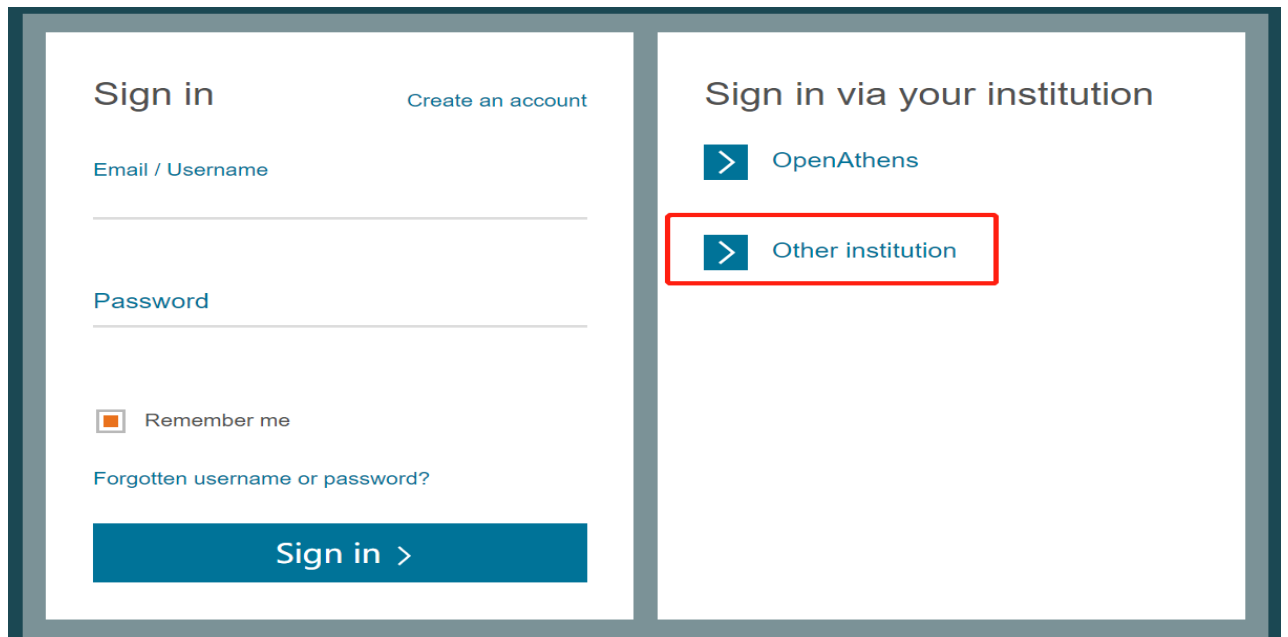 Sign in
Create an account
Email / Username
Password
Remember me
Forgotten username or password?
Sign in >
Sign in via your institution
OpenAthens
Other institution